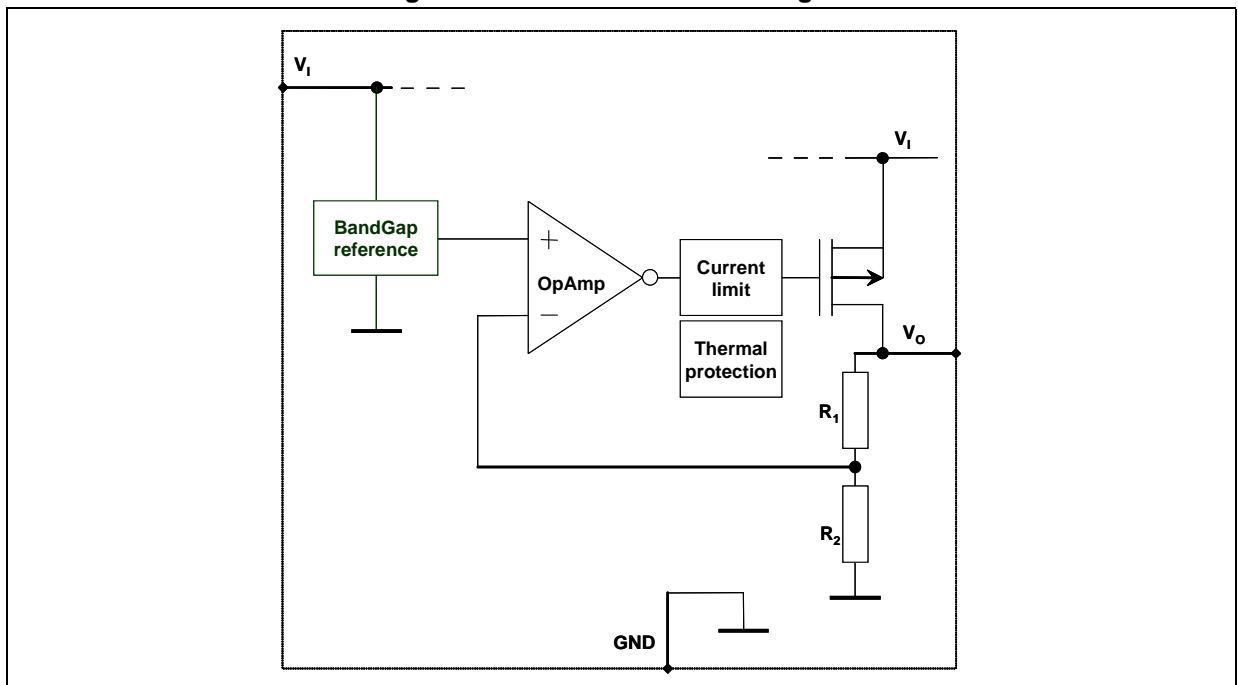 V_I
V_I
BandGap
reference
+
OpAmp
−
Current
limit
Thermal
protection
V_O
R_1
R_2
GND